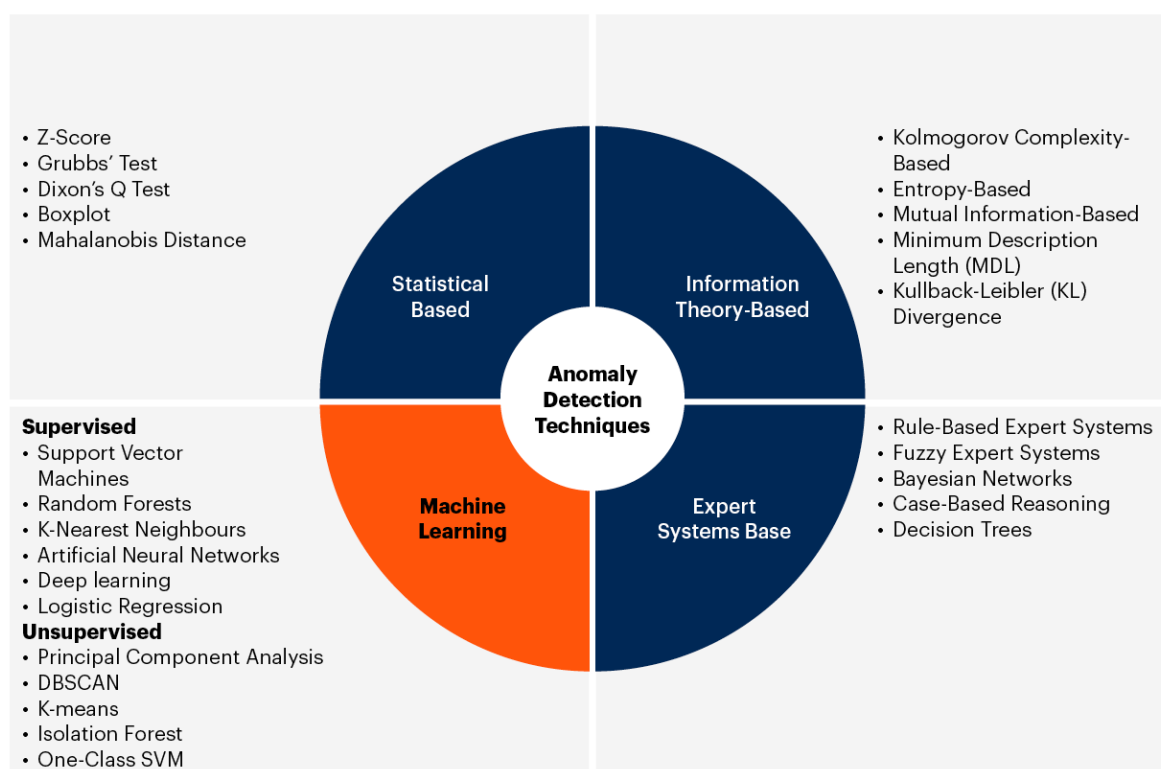 • Z-Score
• Grubbs’ Test
• Dixon’s Q Test
• Boxplot
• Mahalanobis Distance
Statistical
Based
Information
Theory-Based
• Kolmogorov Complexity-
Based
• Entropy-Based
• Mutual Information-Based
• Minimum Description
Length (MDL)
• Kullback-Leibler (KL)
Divergence
Anomaly
Detection
Techniques
Supervised
• Support Vector
Machines
• Random Forests
• K-Nearest Neighbours
• Artificial Neural Networks
• Deep learning
• Logistic Regression
Unsupervised
• Principal Component Analysis
• DBSCAN
• K-means
• Isolation Forest
• One-Class SVM
Machine
Learning
Expert
Systems Base
• Rule-Based Expert Systems
• Fuzzy Expert Systems
• Bayesian Networks
• Case-Based Reasoning
• Decision Trees